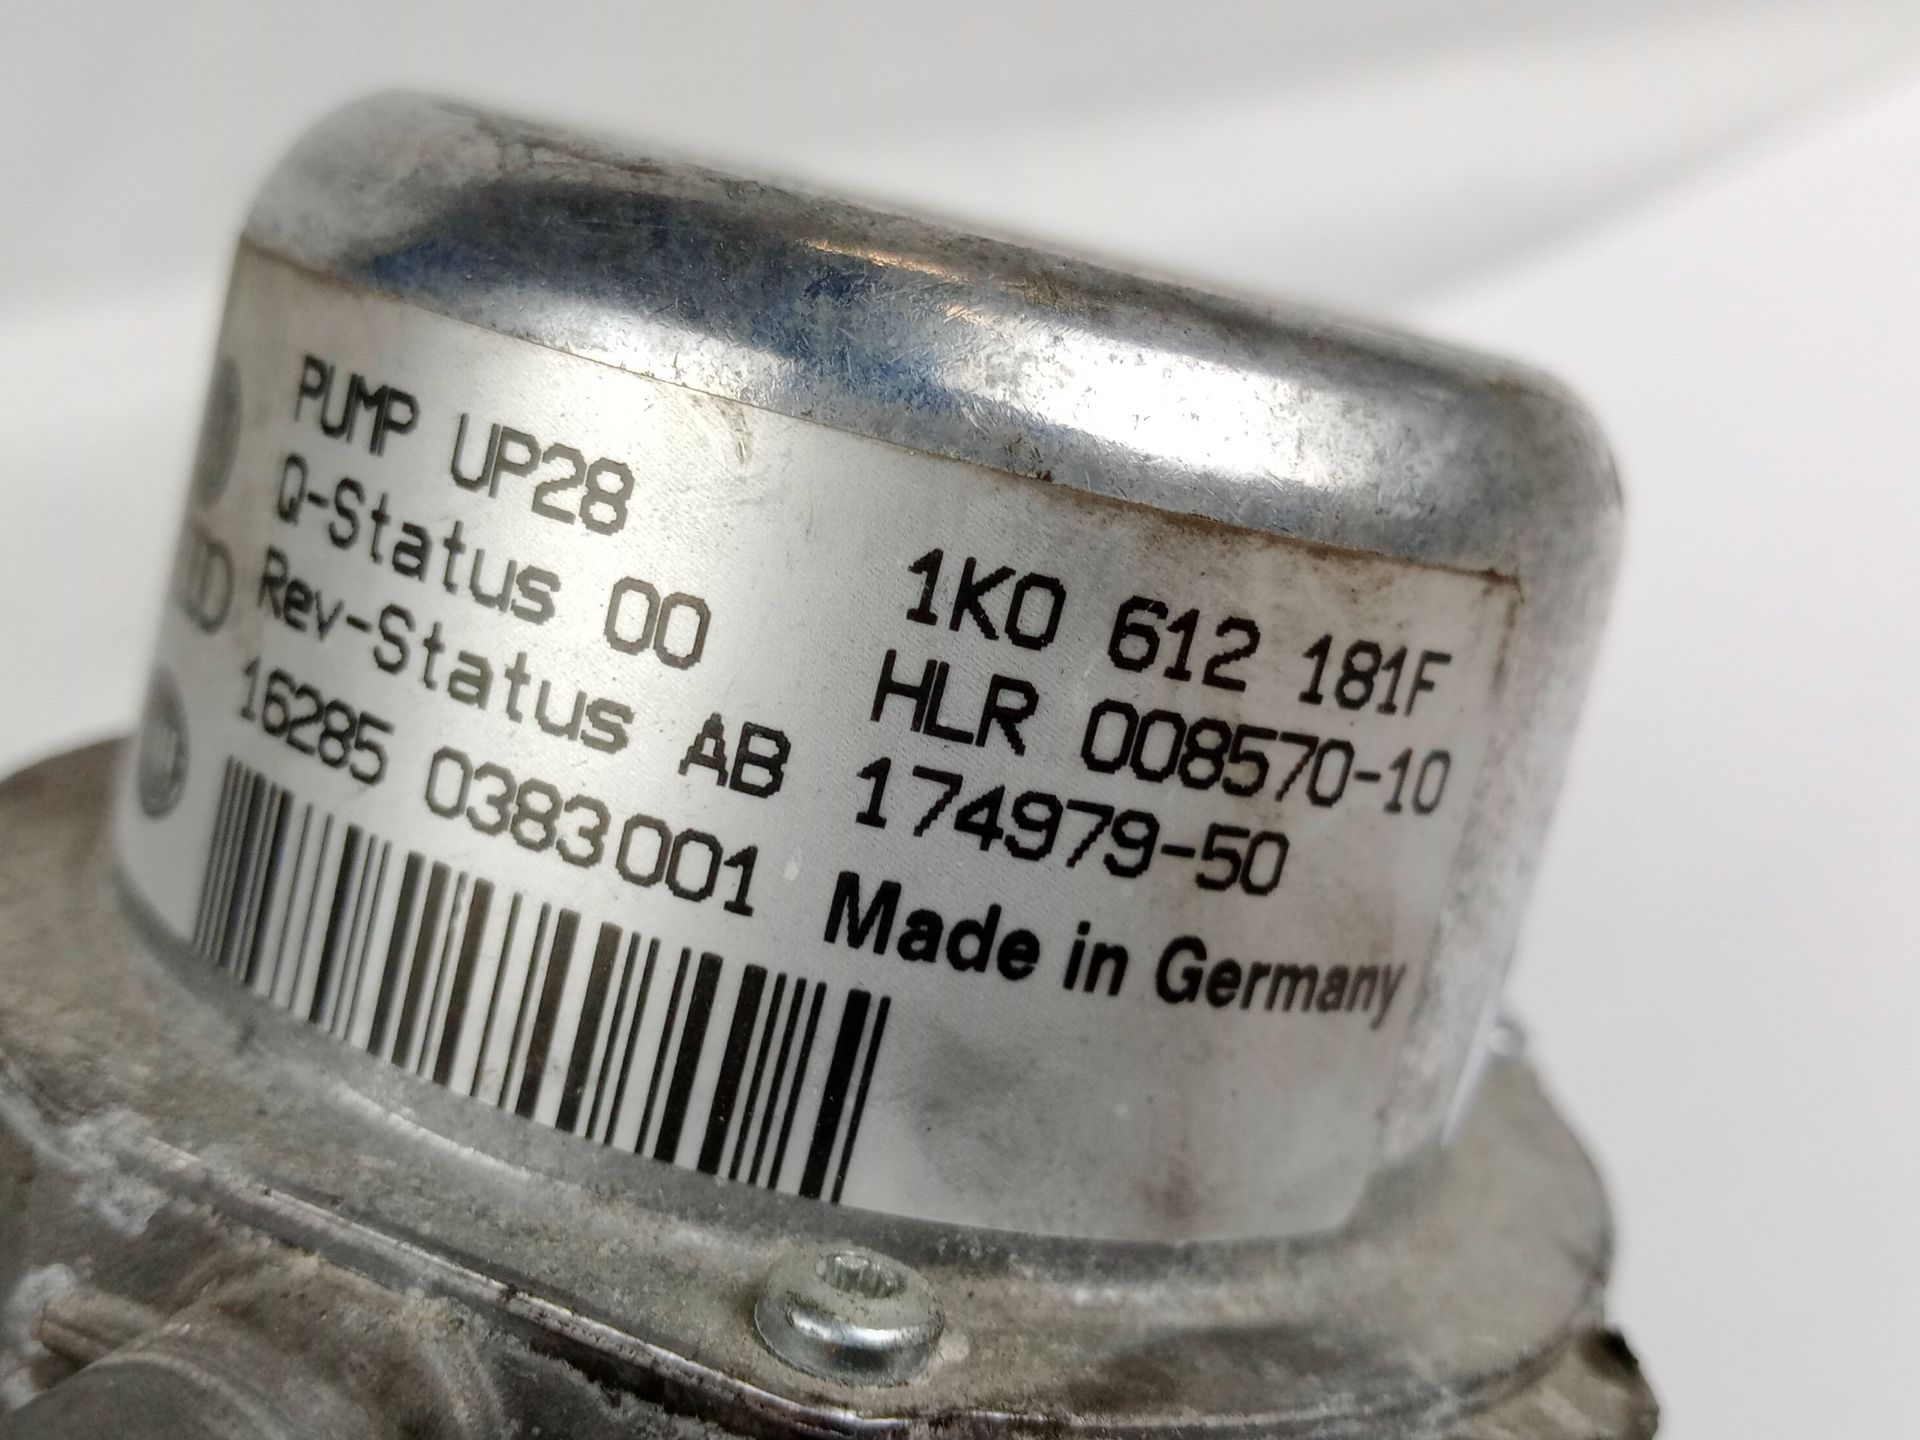 PUMP UP28
Q-Status 00
Rev-Status AB
16285 0383001
1K0 612 181F
HLR 008570-10
174979-50
Made in Germany